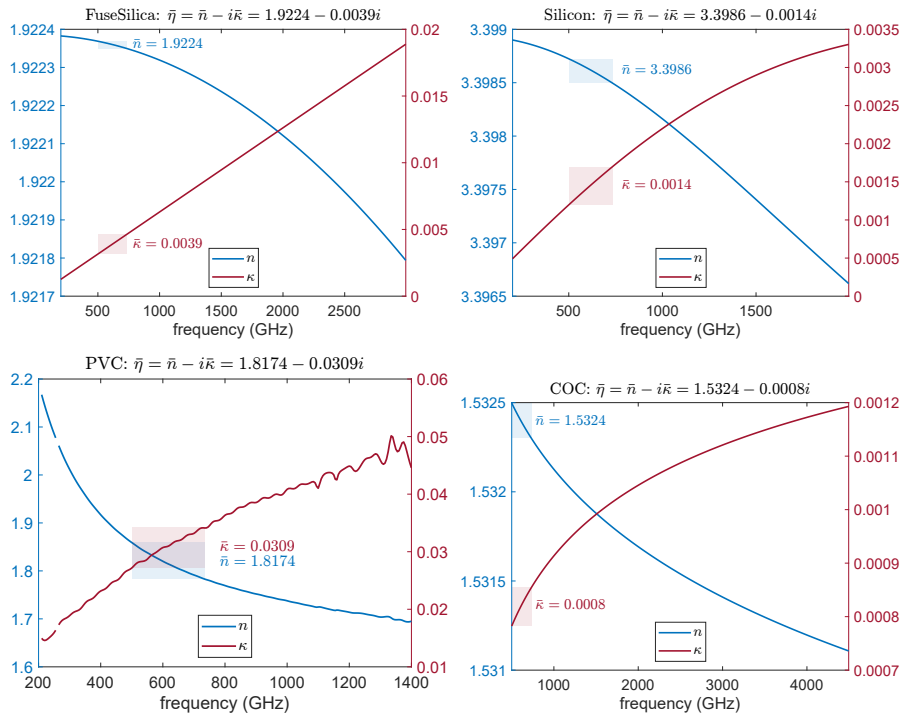 FuseSilica: η̄ = n̄ − iκ̄ = 1.9224 − 0.0039i
1.9224
1.9223
1.9222
1.9221
1.922
1.9219
1.9218
1.9217
n̄ = 1.9224
κ̄ = 0.0039
n
κ
0.02
0.015
0.01
0.005
0
500 1000 1500 2000 2500
frequency (GHz)
Silicon: η̄ = n̄ − iκ̄ = 3.3986 − 0.0014i
3.399
3.3985
3.398
3.3975
3.397
3.3965
n̄ = 3.3986
κ̄ = 0.0014
n
κ
0.0035
0.003
0.0025
0.002
0.0015
0.001
0.0005
0
500 1000 1500
frequency (GHz)
PVC: η̄ = n̄ − iκ̄ = 1.8174 − 0.0309i
2.2
2.1
2
1.9
1.8
1.7
1.6
κ̄ = 0.0309
n̄ = 1.8174
n
κ
0.06
0.05
0.04
0.03
0.02
0.01
200 400 600 800 1000 1200 1400
frequency (GHz)
COC: η̄ = n̄ − iκ̄ = 1.5324 − 0.0008i
1.5325
1.532
1.5315
1.531
n̄ = 1.5324
κ̄ = 0.0008
n
κ
0.0012
0.0011
0.001
0.0009
0.0008
0.0007
1000 2000 3000 4000
frequency (GHz)